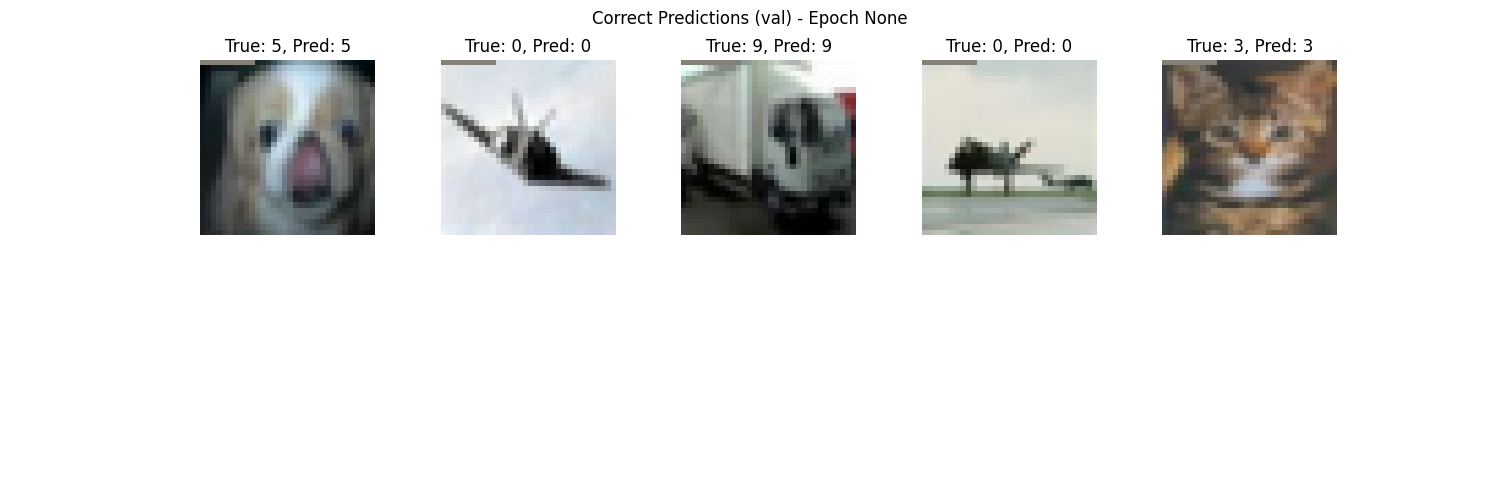 Correct Predictions (val) - Epoch None
True: 5, Pred: 5
True: 0, Pred: 0
True: 9, Pred: 9
True: 0, Pred: 0
True: 3, Pred: 3